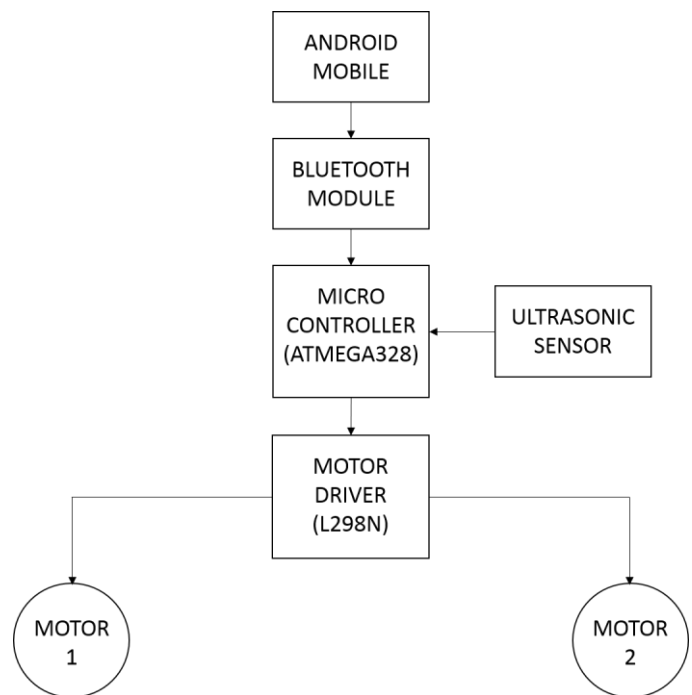 ANDROID
MOBILE
BLUETOOTH
MODULE
MICRO
CONTROLLER
(ATMEGA328)
ULTRASONIC
SENSOR
MOTOR
DRIVER
(L298N)
MOTOR
1
MOTOR
2